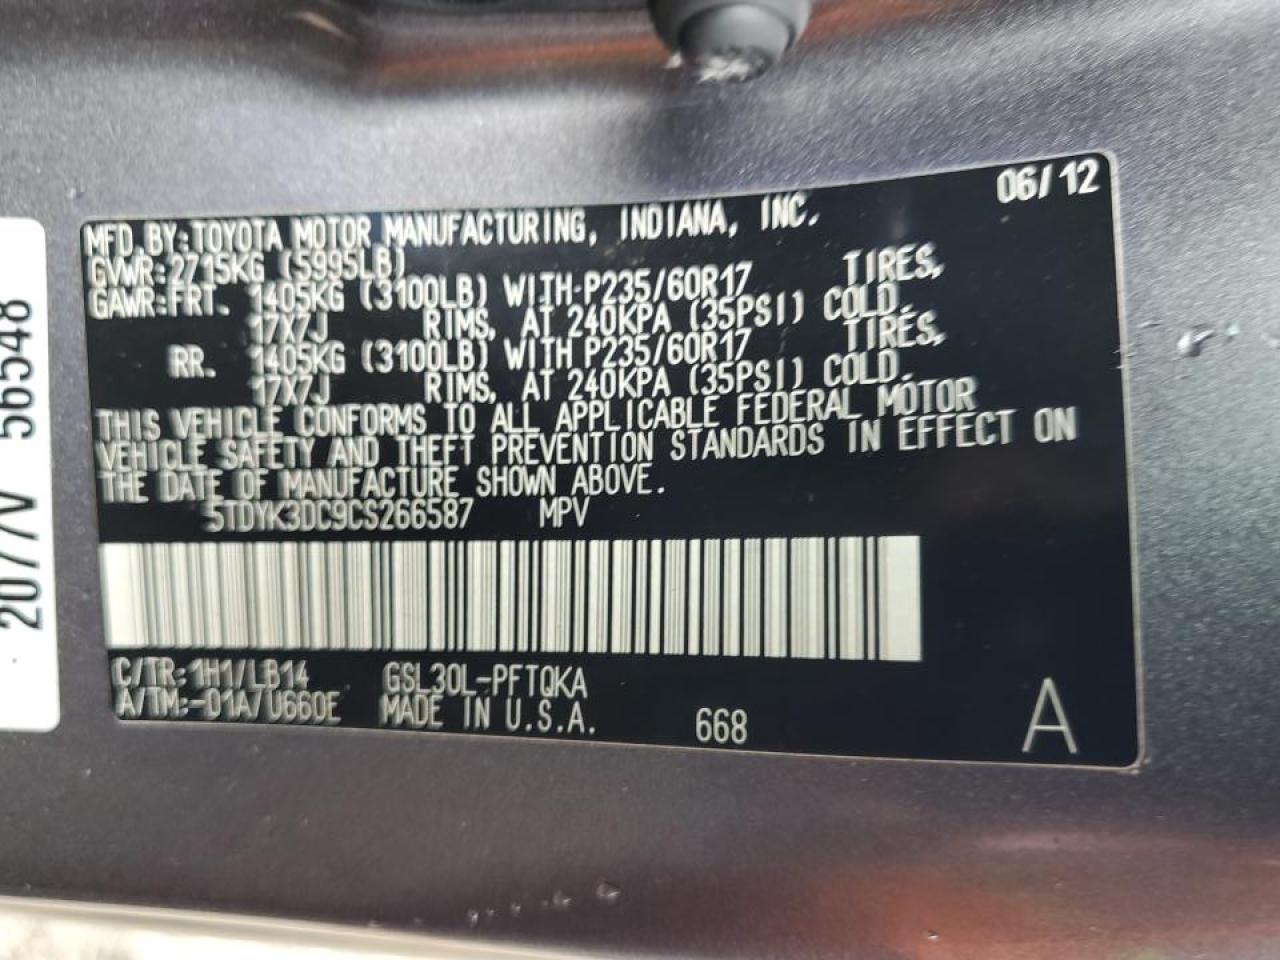 06/12
MFD BY:TOYOTA MOTOR MANUFACTURING, INDIANA, INC.
GVWR:2715KG (5995LB)
GAWR:FRT. 1405KG (3100LB) WITH-P235/60R17 TIRES,
17X7J RIMS, AT 240KPA (35PSI) COLD.
RR. 1405KG (3100LB) WITH P235/60R17 TIRES,
17X7J RIMS, AT 240KPA (35PSI) COLD.
THIS VEHICLE CONFORMS TO ALL APPLICABLE FEDERAL MOTOR
VEHICLE SAFETY AND THEFT PREVENTION STANDARDS IN EFFECT ON
THE DATE OF MANUFACTURE SHOWN ABOVE.
5TDYK3DC9CS266587 MPV
C/TR:1H1/LB14 GSL30L-PFTQKA
A/TM:-01A/U660E MADE IN U.S.A. 668
A
2077V 56548